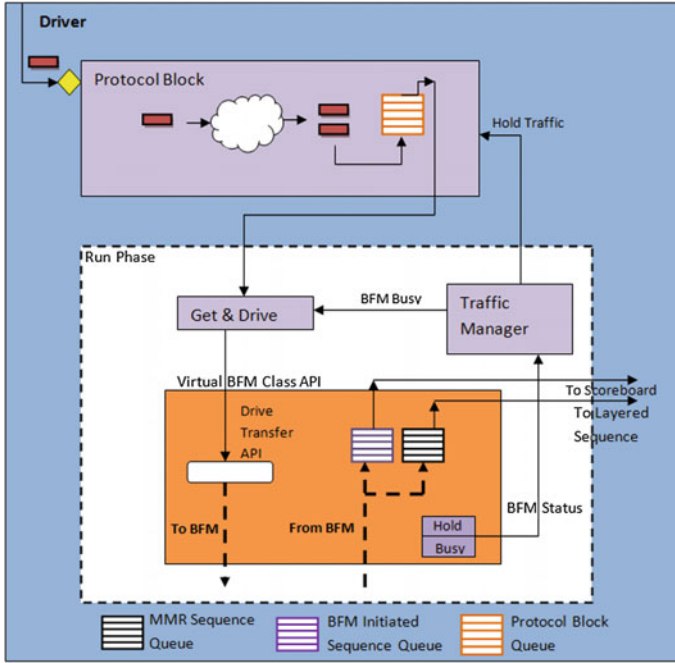 Driver
Protocol Block
Hold Traffic
Run Phase
BFM Busy
Get & Drive
Traffic
Manager
Virtual BFM Class API
To Scoreboard
To Layered
Sequence
Drive
Transfer
API
To BFM
From BFM
BFM Status
Hold
Busy
MMR Sequence
Queue
BFM Initiated
Sequence Queue
Protocol Block
Queue